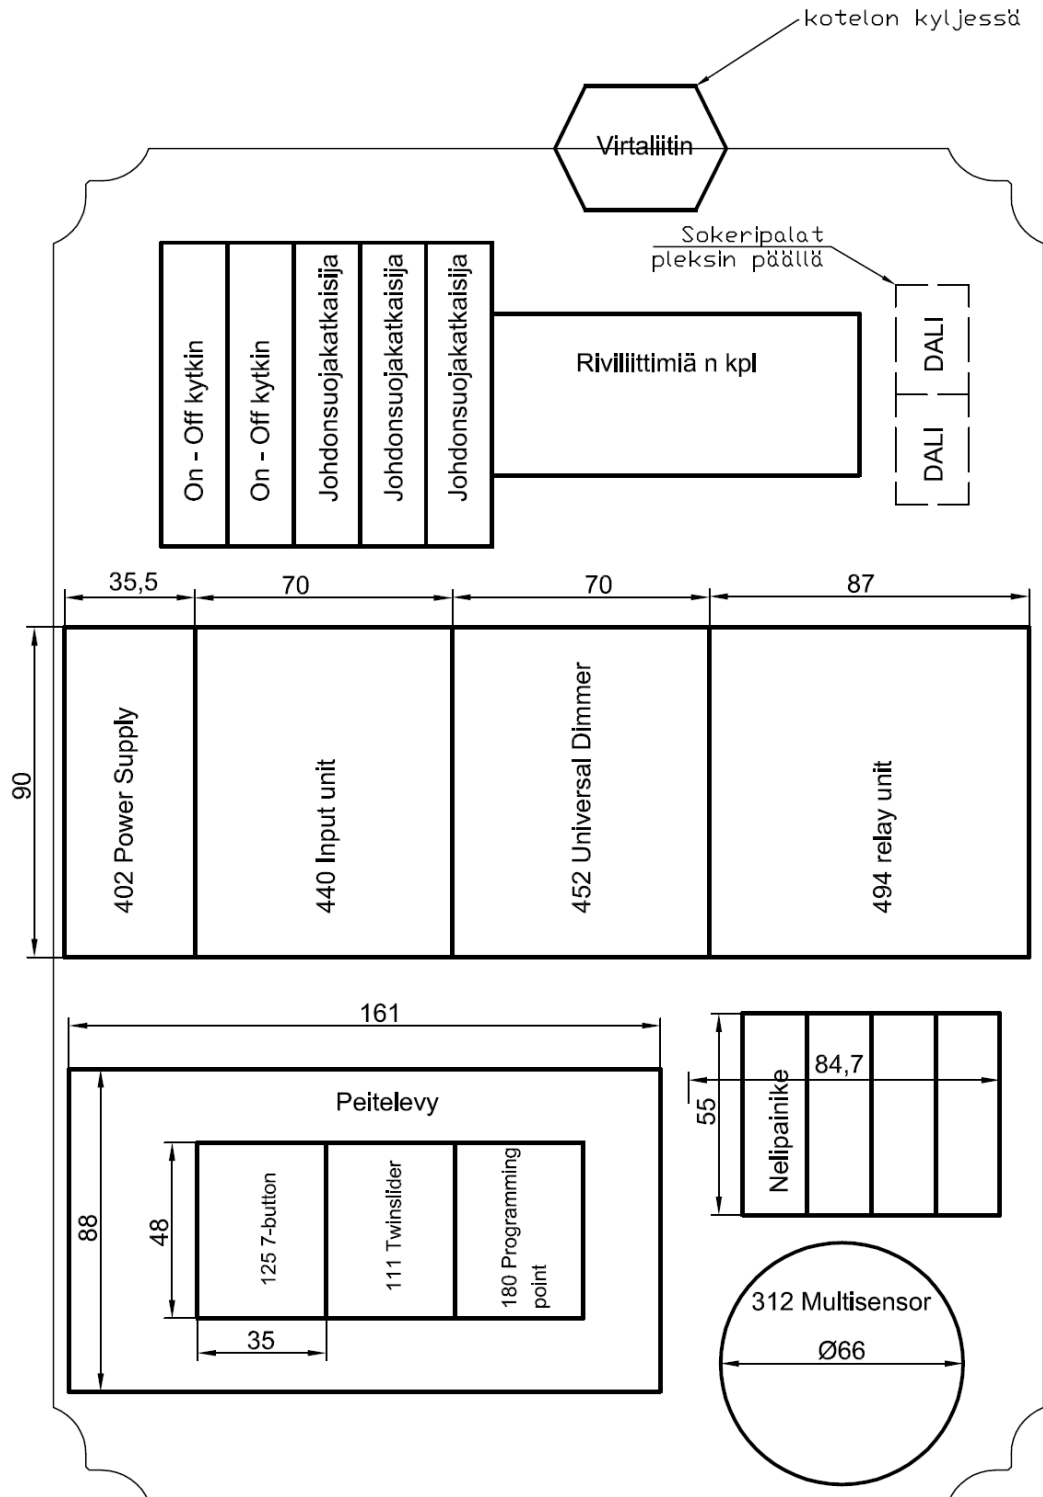 kotelon kyljessä
Virtaliitin
Sokeripalat
pleksin päällä
On - Off kytkin
On - Off kytkin
Johdonsuojakatkaisija
Johdonsuojakatkaisija
Johdonsuojakatkaisija
Riviliittimiä n kpl
DALI
DALI
35,5
70
70
87
90
402 Power Supply
440 Input unit
452 Universal Dimmer
494 relay unit
161
Peitelevy
88
48
125 7-button
111 Twinslider
180 Programming
point
35
55
84,7
Nelipainike
312 Multisensor
Ø66